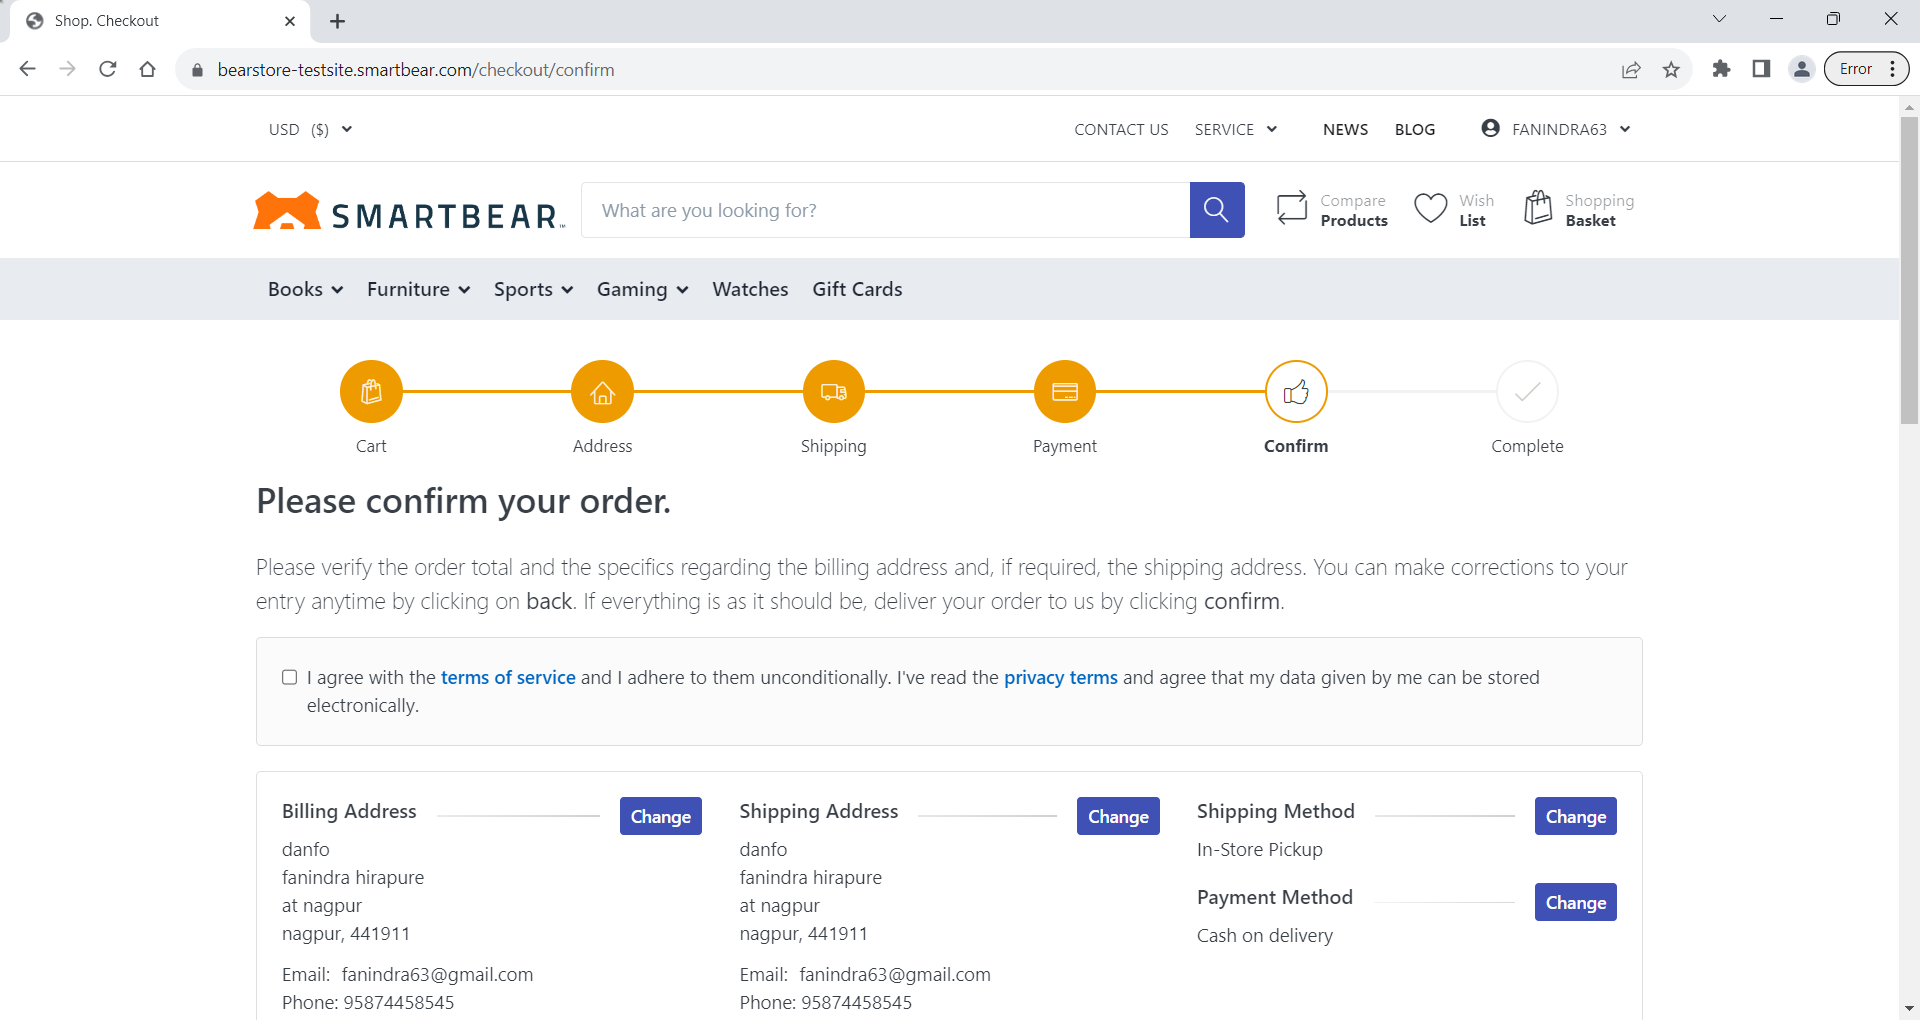 Shop. Checkout
bearstore-testsite.smartbear.com/checkout/confirm
Error
USD ($)
CONTACT US SERVICE NEWS BLOG FANINDRA63
SMARTBEAR™
What are you looking for?
Compare
Products
Wish
List
Shopping
Basket
Books Furniture Sports Gaming Watches Gift Cards
Cart Address Shipping Payment Confirm Complete
Please confirm your order.
Please verify the order total and the specifics regarding the billing address and, if required, the shipping address. You can make corrections to your
entry anytime by clicking on back. If everything is as it should be, deliver your order to us by clicking confirm.
I agree with the terms of service and I adhere to them unconditionally. I've read the privacy terms and agree that my data given by me can be stored
electronically.
Billing Address Change
danfo
fanindra hirapure
at nagpur
nagpur, 441911
Email: fanindra63@gmail.com
Phone: 95874458545
Shipping Address Change
danfo
fanindra hirapure
at nagpur
nagpur, 441911
Email: fanindra63@gmail.com
Phone: 95874458545
Shipping Method Change
In-Store Pickup
Payment Method Change
Cash on delivery